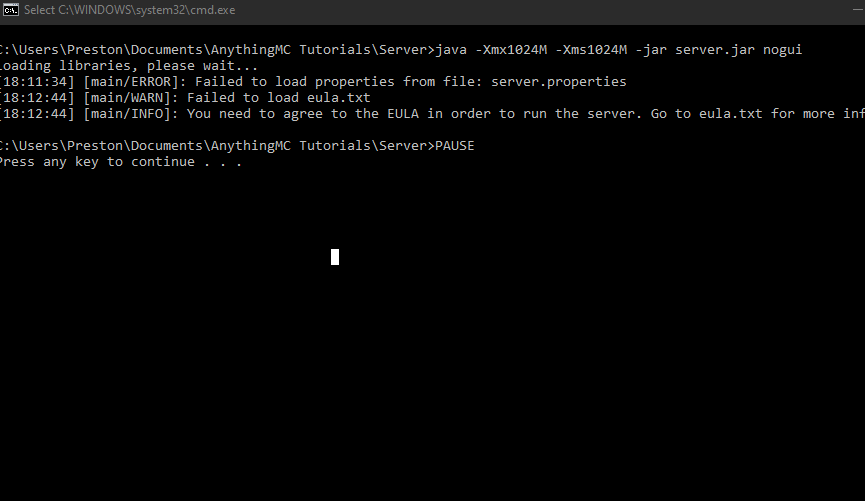 Select C:\WINDOWS\system32\cmd.exe
C:\Users\Preston\Documents\AnythingMC Tutorials\Server>java -Xmx1024M -Xms1024M -jar server.jar nogui
Loading libraries, please wait...
[18:11:34] [main/ERROR]: Failed to load properties from file: server.properties
[18:12:44] [main/WARN]: Failed to load eula.txt
[18:12:44] [main/INFO]: You need to agree to the EULA in order to run the server. Go to eula.txt for more inf
C:\Users\Preston\Documents\AnythingMC Tutorials\Server>PAUSE
Press any key to continue . . .